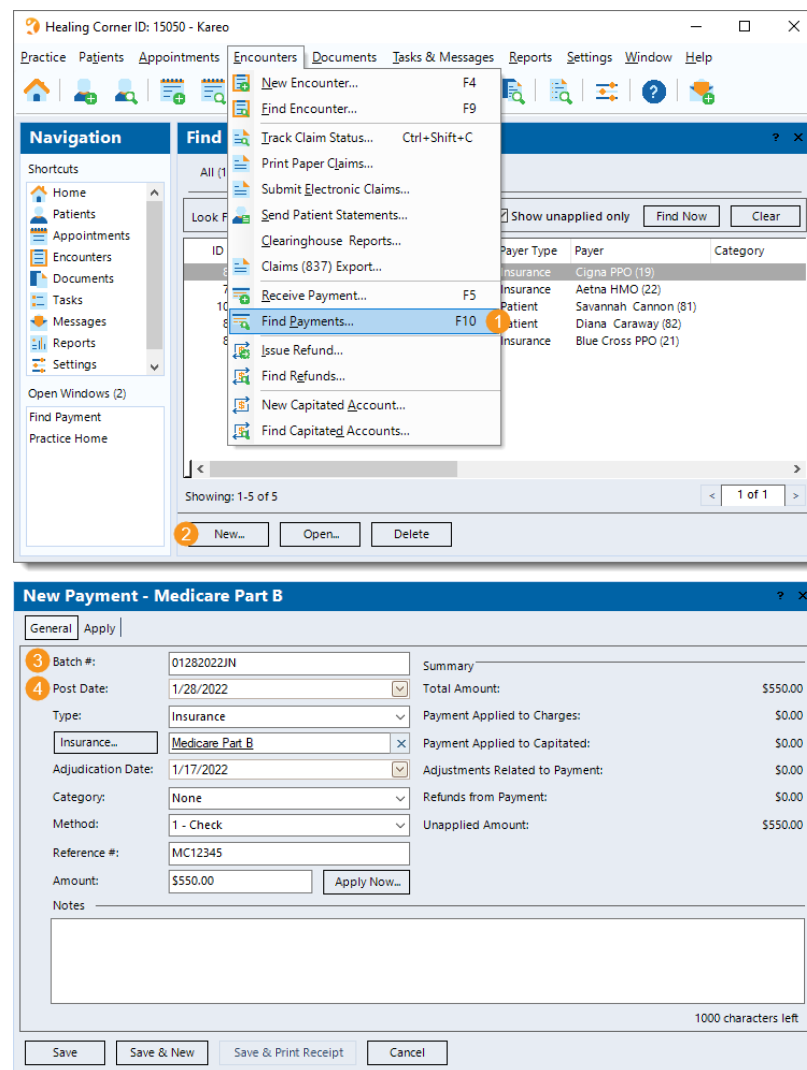 Healing Corner ID: 15050 - Kareo
Practice Patients Appointments Encounters Documents Tasks & Messages Reports Settings Window Help
New Encounter... F4
Find Encounter... F9
Track Claim Status... Ctrl+Shift+C
Print Paper Claims...
Submit Electronic Claims...
Send Patient Statements...
Clearinghouse Reports...
Claims (837) Export...
Receive Payment... F5
Find Payments... F10 1
Issue Refund...
Find Refunds...
New Capitated Account...
Find Capitated Accounts...
Navigation
Shortcuts
Home
Patients
Appointments
Encounters
Documents
Tasks
Messages
Reports
Settings
Open Windows (2)
Find Payment
Practice Home
Find ? ×
All (1
Look F Show unapplied only Find Now Clear
ID Payer Type Payer Category
8 Insurance Cigna PPO (19)
7 Insurance Aetna HMO (22)
10 Patient Savannah Cannon (81)
8 atient Diana Caraway (82)
8 Insurance Blue Cross PPO (21)
Showing: 1-5 of 5 < 1 of 1 >
2 New... Open... Delete
New Payment - Medicare Part B ? ×
General Apply
3 Batch #: 01282022JN
4 Post Date: 1/28/2022
Type: Insurance
Insurance... Medicare Part B ×
Adjudication Date: 1/17/2022
Category: None
Method: 1 - Check
Reference #: MC12345
Amount: $550.00 Apply Now...
Summary
Total Amount: $550.00
Payment Applied to Charges: $0.00
Payment Applied to Capitated: $0.00
Adjustments Related to Payment: $0.00
Refunds from Payment: $0.00
Unapplied Amount: $550.00
Notes
1000 characters left
Save Save & New Save & Print Receipt Cancel